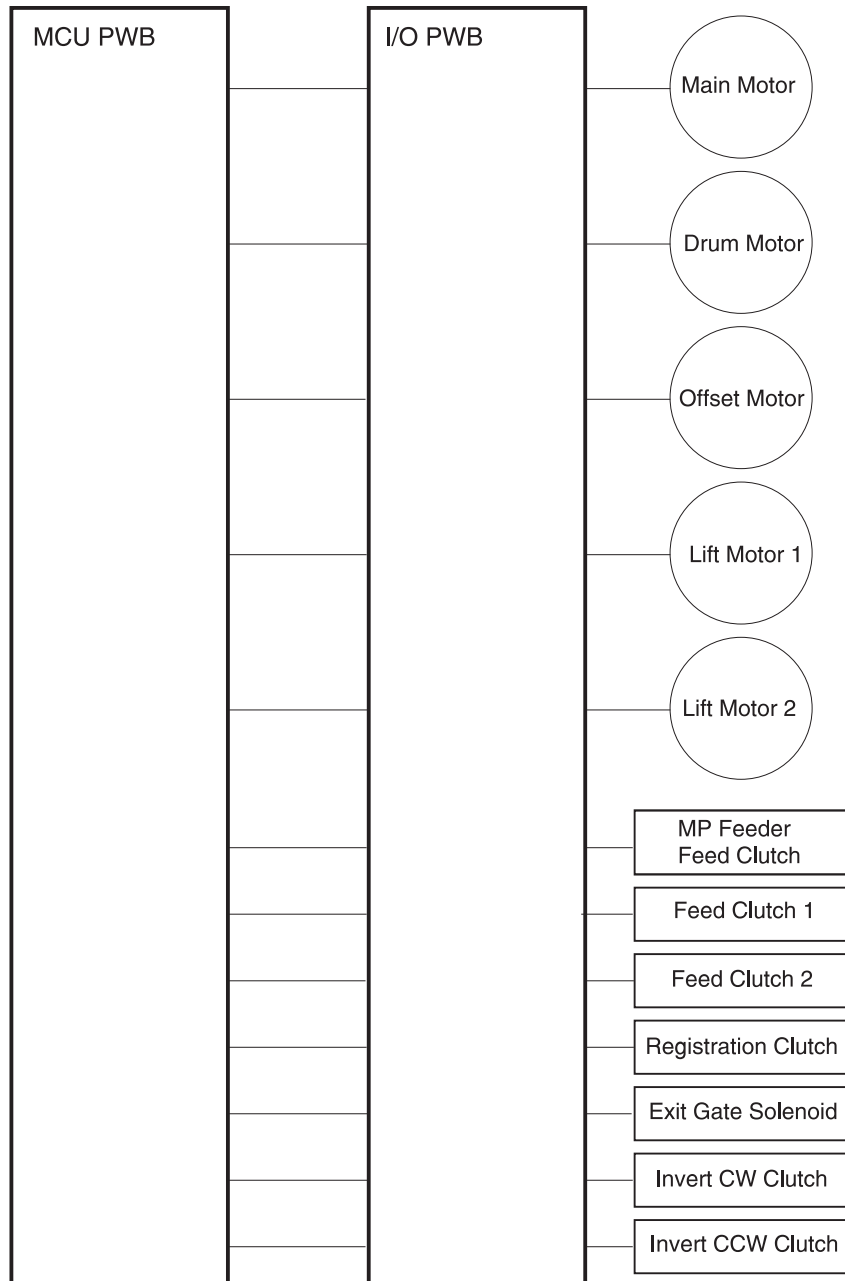 MCU PWB
I/O PWB
Main Motor
Drum Motor
Offset Motor
Lift Motor 1
Lift Motor 2
MP Feeder
Feed Clutch
Feed Clutch 1
Feed Clutch 2
Registration Clutch
Exit Gate Solenoid
Invert CW Clutch
Invert CCW Clutch